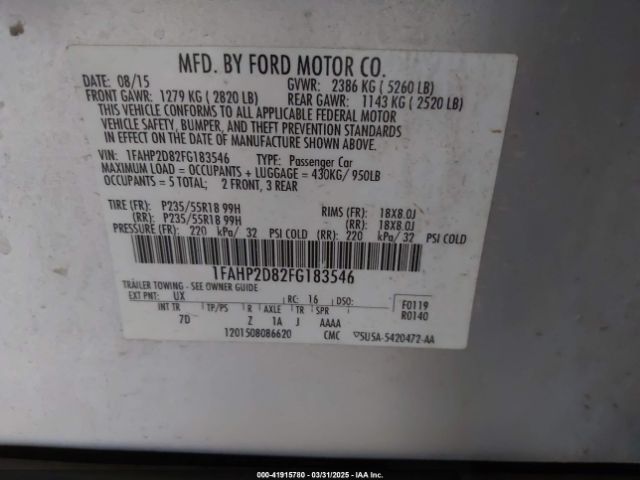 MFD. BY FORD MOTOR CO.
DATE: 08/15 GVWR: 2386 KG ( 5260 LB)
FRONT GAWR: 1279 KG ( 2820 LB) REAR GAWR: 1143 KG ( 2520 LB)
THIS VEHICLE CONFORMS TO ALL APPLICABLE FEDERAL MOTOR
VEHICLE SAFETY, BUMPER, AND THEFT PREVENTION STANDARDS
IN EFFECT ON THE DATE OF MANUFACTURE SHOWN ABOVE.
VIN: 1FAHP2D82FG183546 TYPE: Passenger Car
MAXIMUM LOAD = OCCUPANTS + LUGGAGE = 430KG/ 950LB
OCCUPANTS = 5 TOTAL; 2 FRONT, 3 REAR
TIRE (FR): P235/55R18 99H RIMS (FR): 18X8.0J
(RR): P235/55R18 99H (RR): 18X8.0J
PRESSURE (FR): 220 kPa/ 32 PSI COLD (RR): 220 kPa/ 32 PSI COLD
1FAHP2D82FG183546
TRAILER TOWING - SEE OWNER GUIDE
EXT PNT: UX RC: 16 DSO: F0119
INT TR TP/PS R AXLE TR SPR R0140
7D Z 1A J AAAA
1201508086620 CMC 5USA-5420472-AA
000-41915780 — 03/31/2025 — IAA Inc.